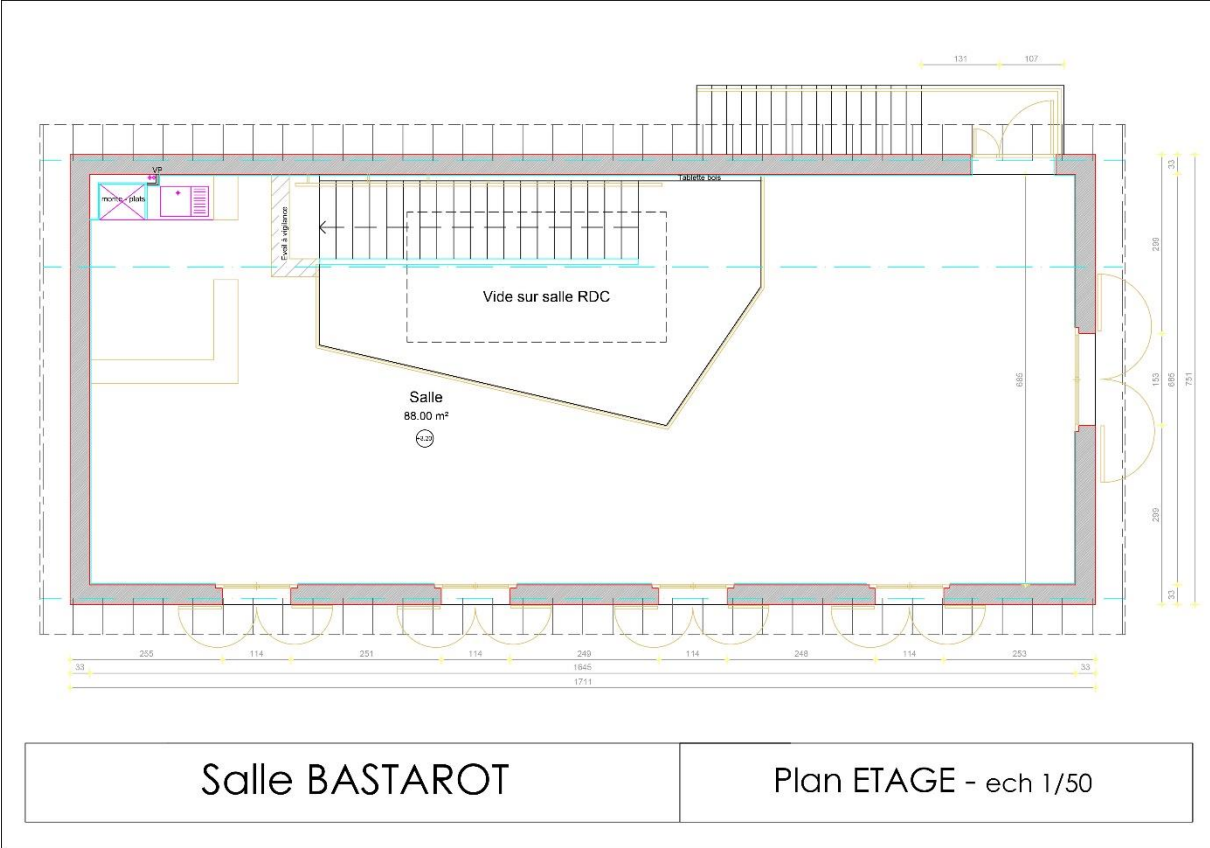 131
107
VP
monte - plats
Tablette bois
Eveil à vigilance
Vide sur salle RDC
Salle
88.00 m²
+3.20
685
33
299
153
299
33
685
751
255
114
251
114
249
114
248
114
253
33
1645
33
1711
Salle BASTAROT
Plan ETAGE - ech 1/50